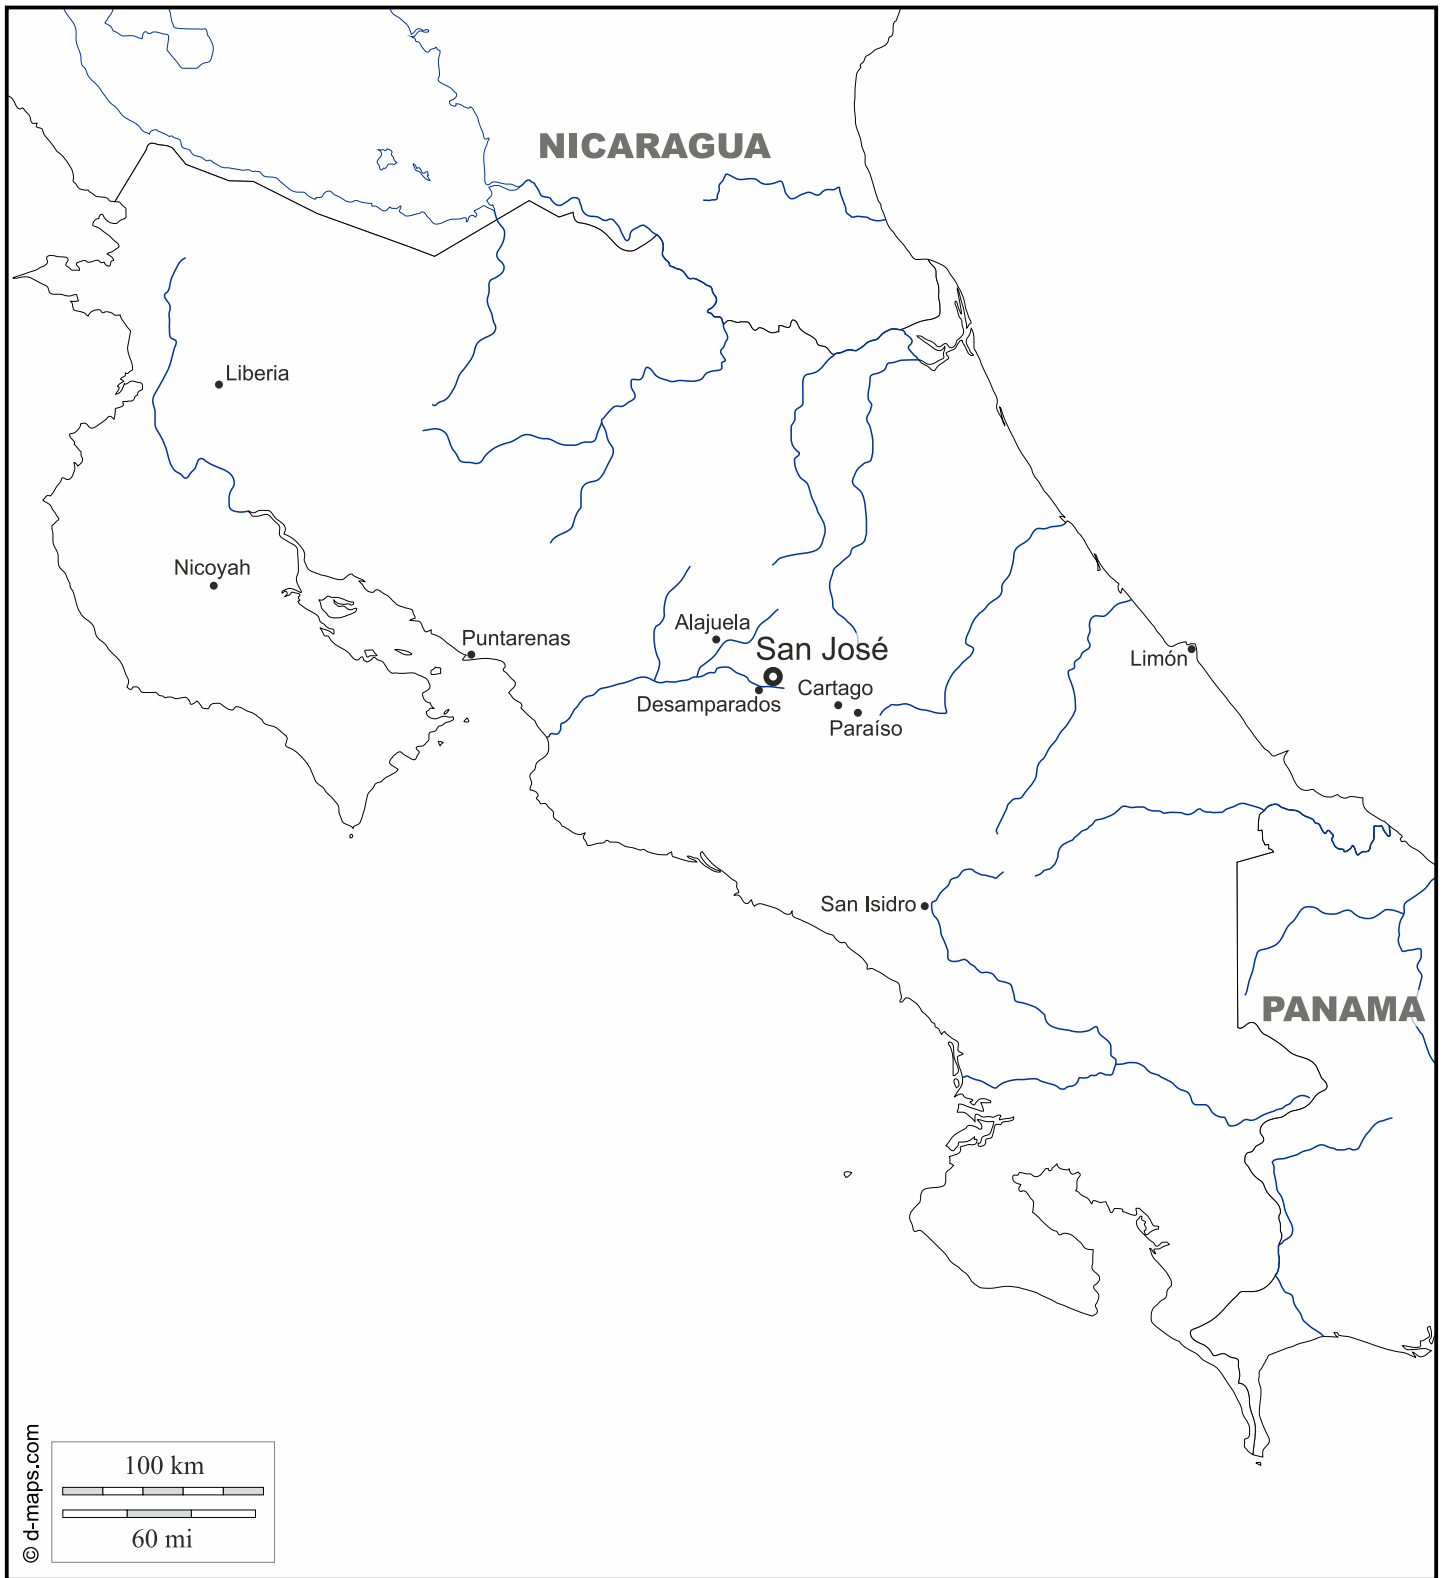 NICARAGUA
Liberia
Nicoyah
Puntarenas
Alajuela
San José
Limón
Cartago
Desamparados
Paraíso
San Isidro
PANAMA
© d-maps.com
100 km
60 mi